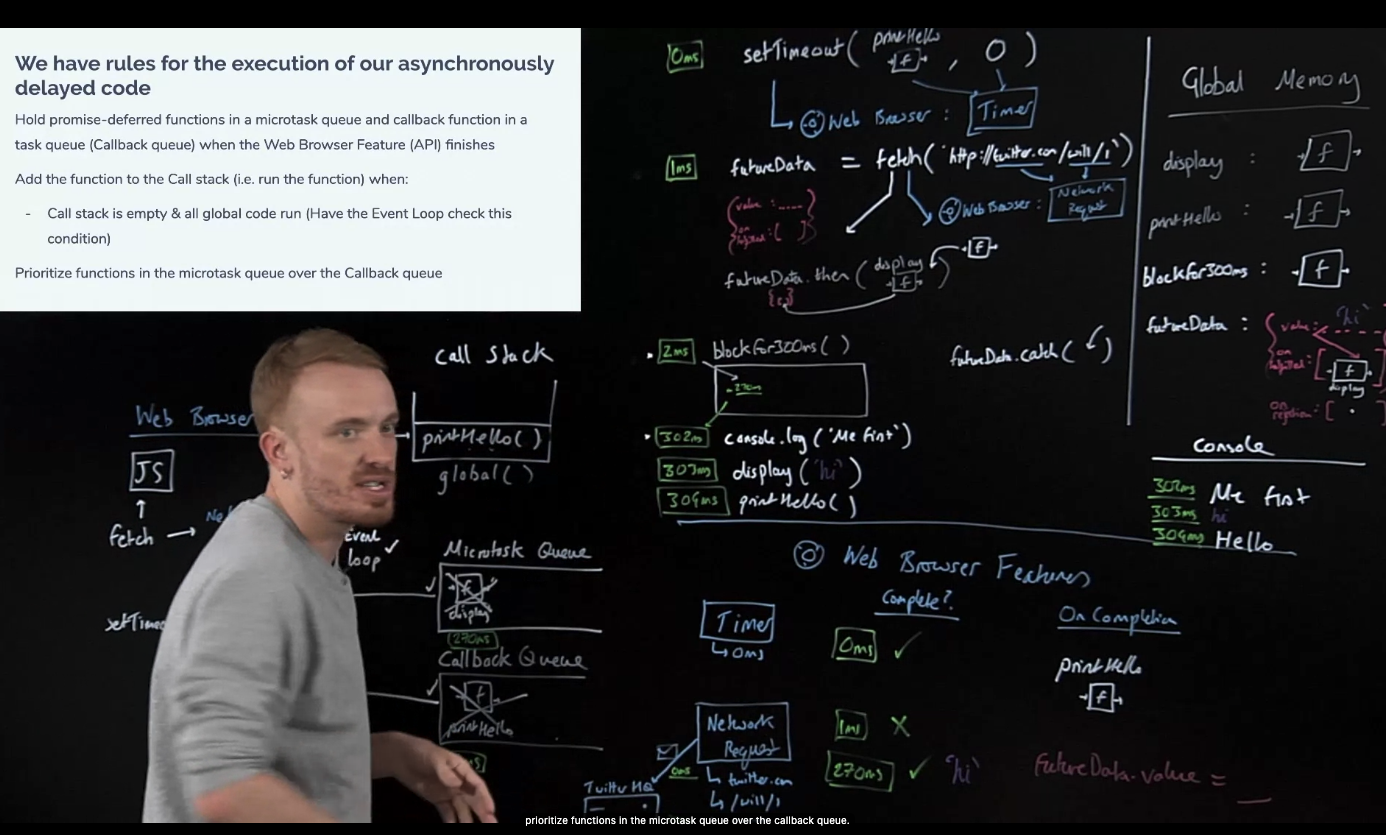 We have rules for the execution of our asynchronously
delayed code
Hold promise-deferred functions in a microtask queue and callback function in a
task queue (Callback queue) when the Web Browser Feature (API) finishes
Add the function to the Call stack (i.e. run the function) when:
- Call stack is empty & all global code run (Have the Event Loop check this
condition)
Prioritize functions in the microtask queue over the Callback queue
0ms setTimeout( printHello f , 0 )
Web Browser : Timer
1ms futureData = fetch('http://twitter.com/will/1')
Web Browser : Network
Request
value : .....
on
[ ]
futureData.then ( display f ) f
2ms blockFor300ms( )
futureData.catch( )
270ms
302ms console.log('Me first')
303ms display('hi')
304ms printHello( )
Global Memory
display : f
printHello : f
blockFor300ms : f
futureData : value : 'hi'
on
[ f
display
on
rejection : [ ]
Console
302ms Me first
303ms hi
304ms Hello
Call Stack
printHello( )
global( )
Web Browser
JS
fetch Ne
setTimeo
Event
loop
Microtask Queue
f
display
(270ms)
Callback Queue
f
printHello
Web Browser Features
Complete?
On Completion
Timer
0ms
0ms ✓
printHello
f
Network
Request
twitter.com
/will/1
1ms X
270ms ✓ 'hi' futureData.value = __
0ms
Twitter HQ
prioritize functions in the microtask queue over the callback queue.